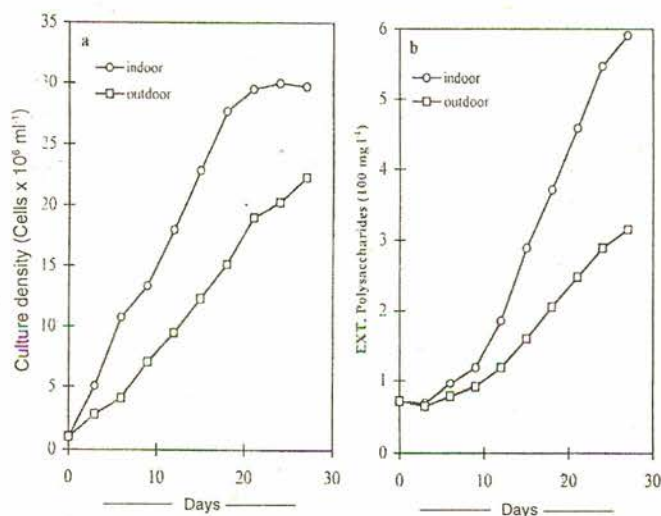 a
indoor
outdoor
Culture density (Cells x 10⁶ ml⁻¹)
35
30
25
20
15
10
5
0
0 10 20 30
Days
b
indoor
outdoor
EXT. Polysaccharides (100 mg l⁻¹)
6
5
4
3
2
1
0
0 10 20 30
Days